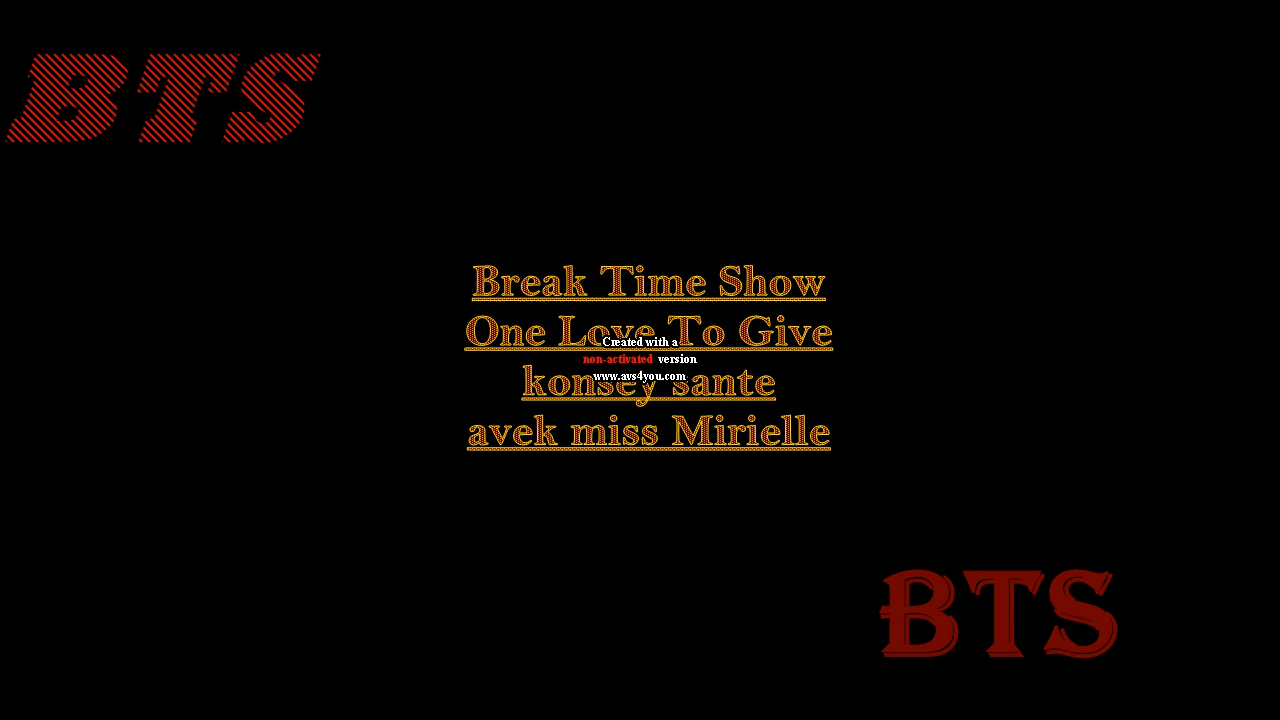 BTS
Break Time Show
One Love To Give
Created with a
non-activated version
www.avs4you.com
konsey sante
avek miss Mirielle
BTS